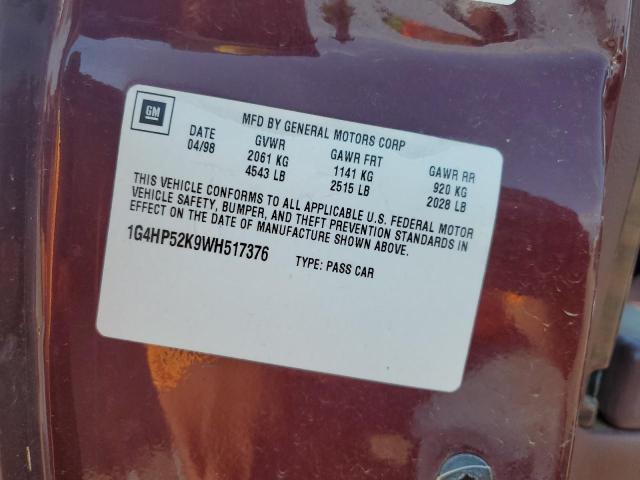 GM
MFD BY GENERAL MOTORS CORP
DATE GVWR GAWR FRT GAWR RR
04/98 2061 KG 1141 KG 920 KG
4543 LB 2515 LB 2028 LB
THIS VEHICLE CONFORMS TO ALL APPLICABLE U.S. FEDERAL MOTOR
VEHICLE SAFETY, BUMPER, AND THEFT PREVENTION STANDARDS IN
EFFECT ON THE DATE OF MANUFACTURE SHOWN ABOVE.
1G4HP52K9WH517376 TYPE: PASS CAR